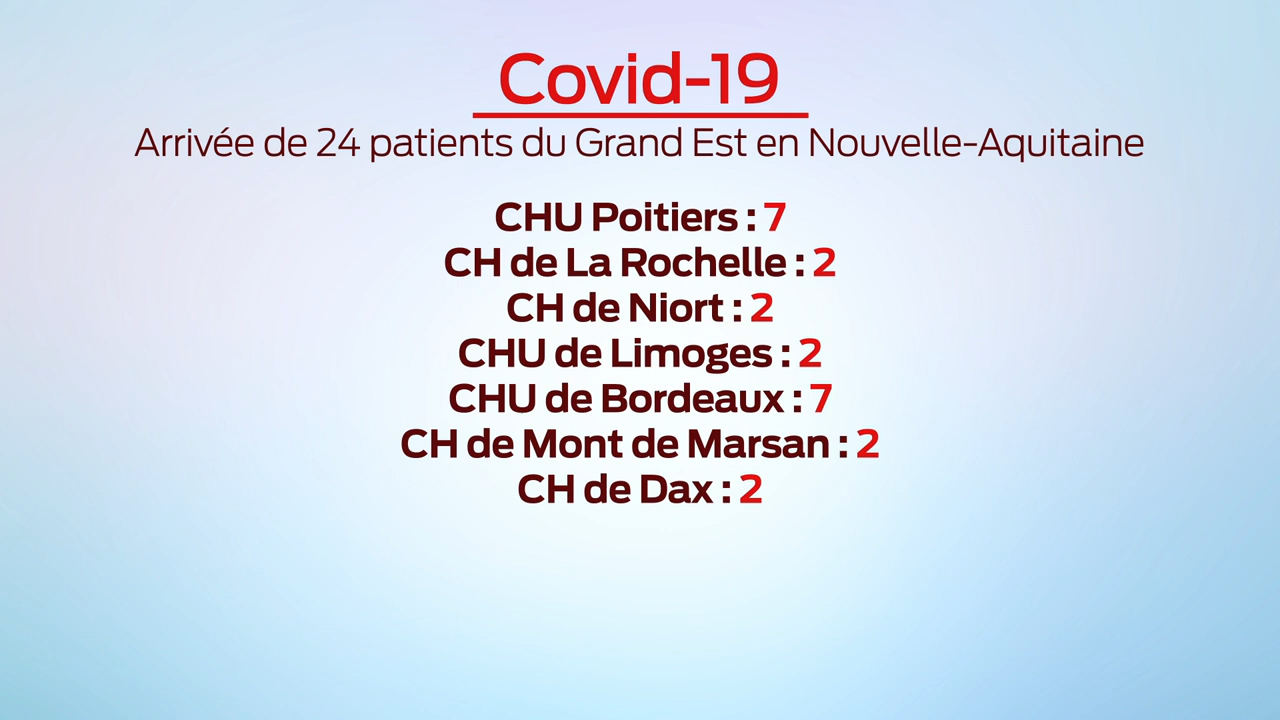 Covid-19
Arrivée de 24 patients du Grand Est en Nouvelle-Aquitaine
CHU Poitiers : 7
CH de La Rochelle : 2
CH de Niort : 2
CHU de Limoges : 2
CHU de Bordeaux : 7
CH de Mont de Marsan : 2
CH de Dax : 2